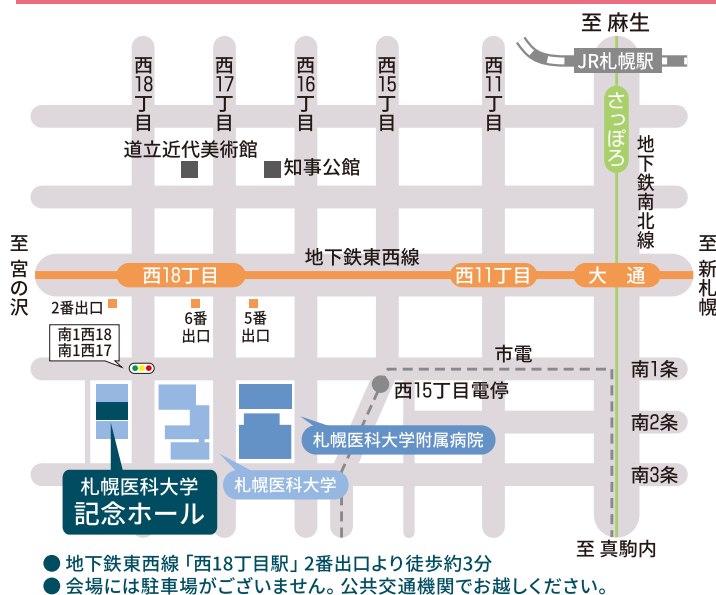 至 麻生
JR札幌駅
さっぽろ
地下鉄南北線
西18丁目
西17丁目
西16丁目
西15丁目
西11丁目
道立近代美術館
知事公館
至 宮の沢
地下鉄東西線
西18丁目
西11丁目
大 通
至 新札幌
2番出口
6番
出口
5番
出口
南1西18
南1西17
市電
南1条
西15丁目電停
南2条
札幌医科大学附属病院
南3条
札幌医科大学
札幌医科大学
記念ホール
至 真駒内
● 地下鉄東西線「西18丁目駅」2番出口より徒歩約3分
● 会場には駐車場がございません。公共交通機関でお越しください。